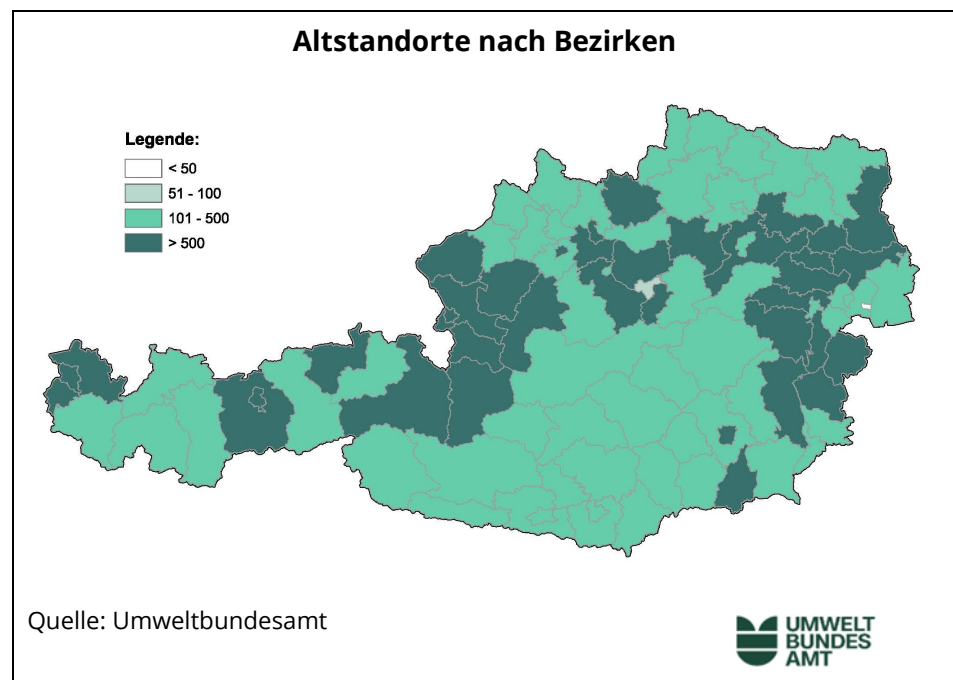 Altstandorte nach Bezirken
Legende:
< 50
51 - 100
101 - 500
> 500
Quelle: Umweltbundesamt
UMWELT
BUNDES
AMT